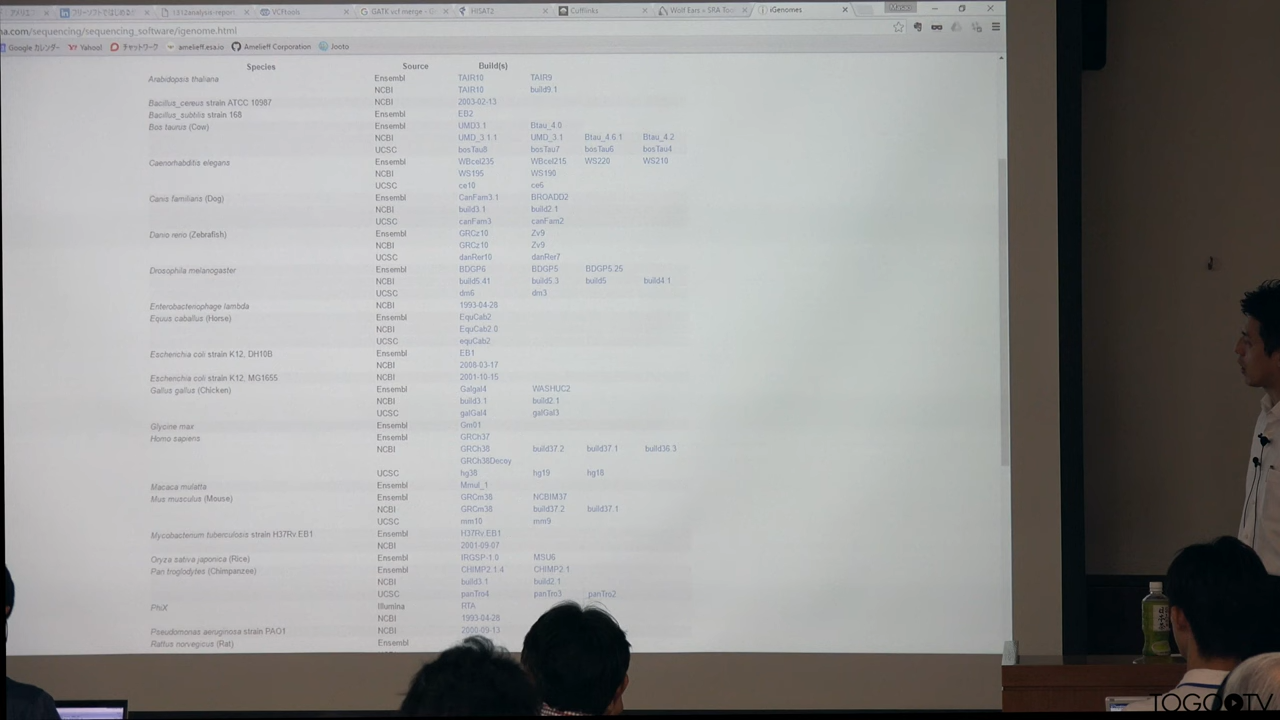 1312analysis-report
VCFtools
GATK vcf merge - G
HISAT2
Cufflinks
Wolf Ears » SRA Too
iGenomes
na.com/sequencing/sequencing_software/igenome.html
Google カレンダー Yahoo! チャットワーク amelieff.esa.io Amelieff Corporation Jooto
Species Source Build(s)
Arabidopsis thaliana Ensembl TAIR10 TAIR9
NCBI TAIR10 build9.1
Bacillus_cereus strain ATCC 10987 NCBI 2003-02-13
Bacillus_subtilis strain 168 Ensembl EB2
Bos taurus (Cow) Ensembl UMD3.1 Btau_4.0
NCBI UMD_3.1.1 UMD_3.1 Btau_4.6.1 Btau_4.2
UCSC bosTau8 bosTau7 bosTau6 bosTau4
Caenorhabditis elegans Ensembl WBcel235 WBcel215 WS220 WS210
NCBI WS195 WS190
UCSC ce10 ce6
Canis familiaris (Dog) Ensembl CanFam3.1 BROADD2
NCBI build3.1 build2.1
UCSC canFam3 canFam2
Danio rerio (Zebrafish) Ensembl GRCz10 Zv9
NCBI GRCz10 Zv9
UCSC danRer10 danRer7
Drosophila melanogaster Ensembl BDGP6 BDGP5 BDGP5.25
NCBI build5.41 build5.3 build5 build4.1
UCSC dm6 dm3
Enterobacteriophage lambda NCBI 1993-04-28
Equus caballus (Horse) Ensembl EquCab2
NCBI EquCab2.0
UCSC equCab2
Escherichia coli strain K12, DH10B Ensembl EB1
NCBI 2008-03-17
Escherichia coli strain K12, MG1655 NCBI 2001-10-15
Gallus gallus (Chicken) Ensembl Galgal4 WASHUC2
NCBI build3.1 build2.1
UCSC galGal4 galGal3
Glycine max Ensembl Gm01
Homo sapiens Ensembl GRCh37
NCBI GRCh38 build37.2 build37.1 build36.3
GRCh38Decoy
UCSC hg38 hg19 hg18
Macaca mulatta Ensembl Mmul_1
Mus musculus (Mouse) Ensembl GRCm38 NCBIM37
NCBI GRCm38 build37.2 build37.1
UCSC mm10 mm9
Mycobacterium tuberculosis strain H37Rv.EB1 Ensembl H37Rv.EB1
NCBI 2001-09-07
Oryza sativa japonica (Rice) Ensembl IRGSP-1.0 MSU6
Pan troglodytes (Chimpanzee) Ensembl CHIMP2.1.4 CHIMP2.1
NCBI build3.1 build2.1
UCSC panTro4 panTro3 panTro2
PhiX Illumina RTA
NCBI 1993-04-28
Pseudomonas aeruginosa strain PAO1 NCBI 2000-09-13
Rattus norvegicus (Rat) Ensembl
TOGOTV